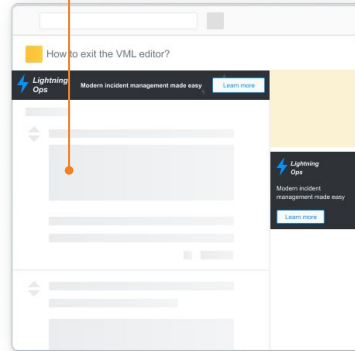 How to exit the VML editor?
Lightning
Ops
Modern incident management made easy
Learn more
Lightning
Ops
Modern incident
management made easy
Learn more